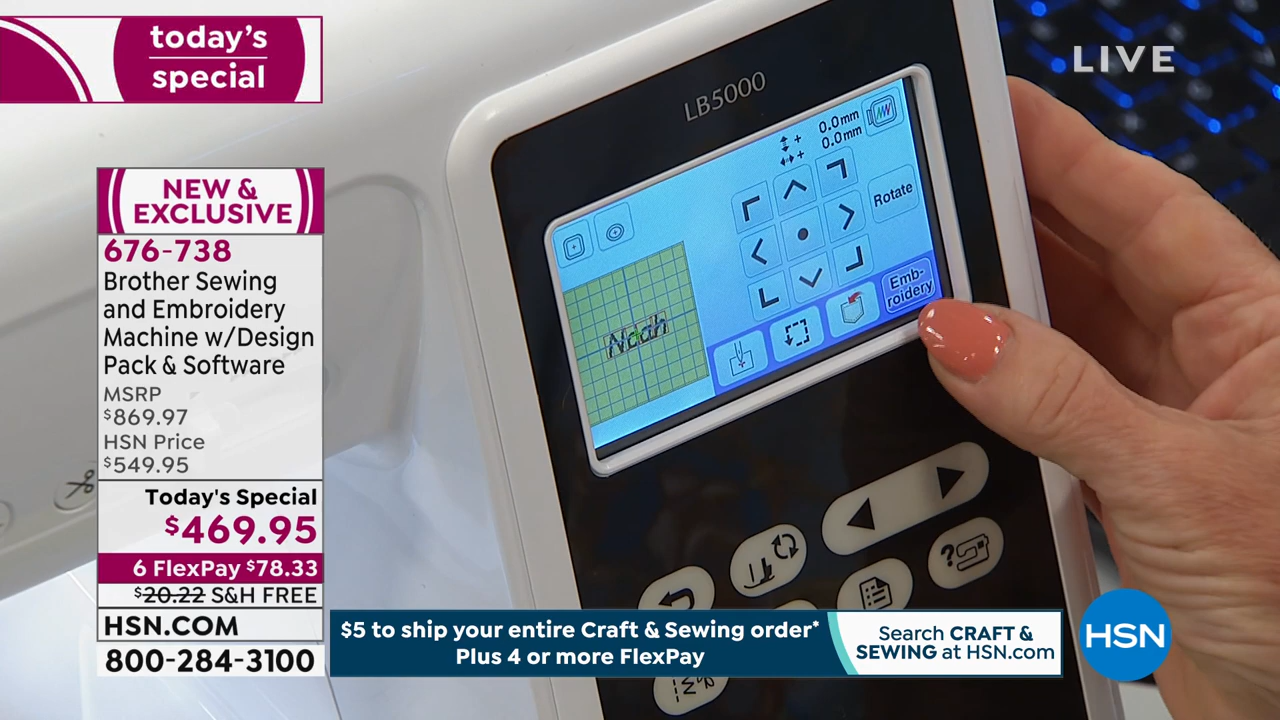 today's
special
LIVE
NEW &
EXCLUSIVE
676-738
Brother Sewing
and Embroidery
Machine w/Design
Pack & Software
MSRP
$869.97
HSN Price
$549.95
Today's Special
$469.95
6 FlexPay $78.33
$20.22 S&H FREE
HSN.COM
800-284-3100
LB5000
0.0mm
0.0mm
Rotate
Noah
Emb-
roidery
$5 to ship your entire Craft & Sewing order*
Plus 4 or more FlexPay
Search CRAFT &
SEWING at HSN.com
HSN